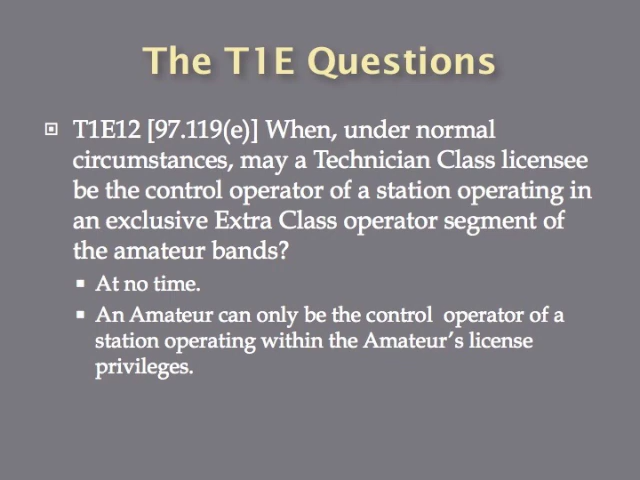 The T1E Questions
T1E12 [97.119(e)] When, under normal
circumstances, may a Technician Class licensee
be the control operator of a station operating in
an exclusive Extra Class operator segment of
the amateur bands?
At no time.
An Amateur can only be the control operator of a
station operating within the Amateur's license
privileges.